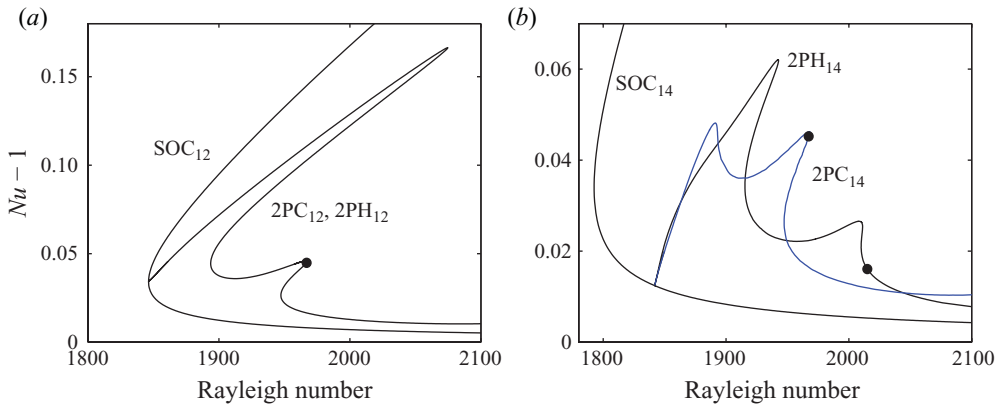 (a)
0.15
0.10
0.05
0
Nu – 1
SOC12
2PC12, 2PH12
1800 1900 2000 2100
Rayleigh number
(b)
0.06
0.04
0.02
0
SOC14
2PH14
2PC14
1800 1900 2000 2100
Rayleigh number